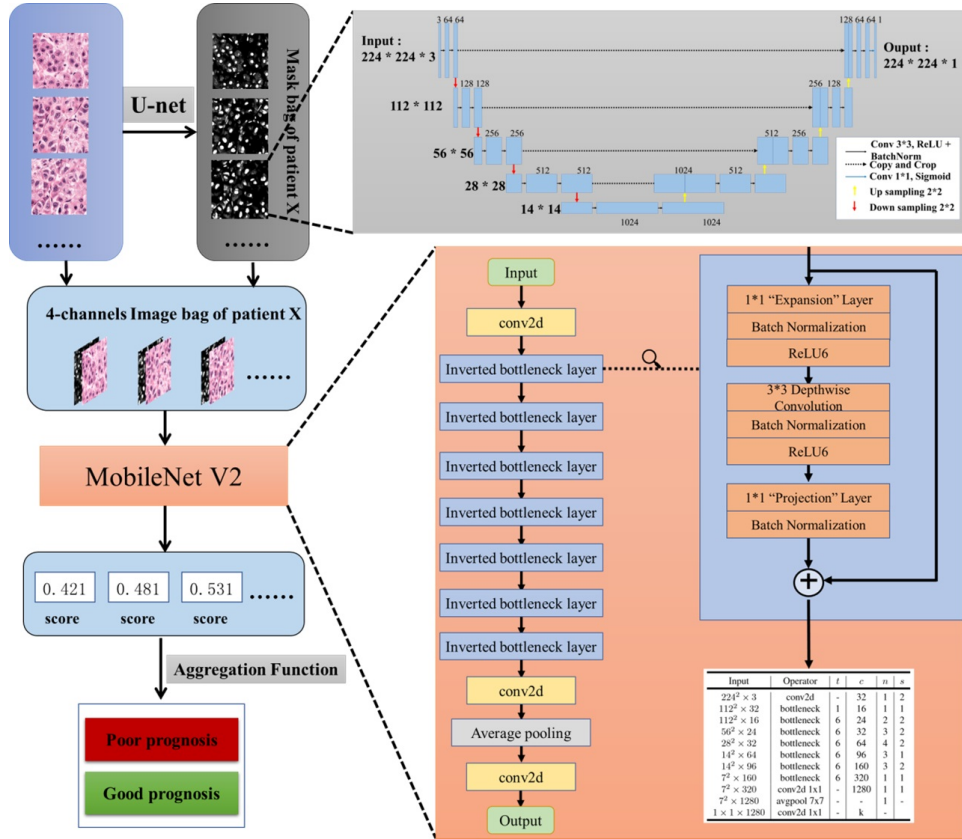 U-net
Mask bag of patient X
......
......
4-channels Image bag of patient X
......
MobileNet V2
0.421
0.481
0.531
......
score
score
score
Aggregation Function
Poor prognosis
Good prognosis
3 64 64
128 64 64 1
Input :
224 * 224 * 3
Ouput :
224 * 224 * 1
128 128
256 128
112 * 112
256 256
512 256
56 * 56
512 512
1024 512
28 * 28
14 * 14
1024 1024
Conv 3*3, ReLU +
BatchNorm
Copy and Crop
Conv 1*1, Sigmoid
Up sampling 2*2
Down sampling 2*2
Input
conv2d
Inverted bottleneck layer
Inverted bottleneck layer
Inverted bottleneck layer
Inverted bottleneck layer
Inverted bottleneck layer
Inverted bottleneck layer
Inverted bottleneck layer
conv2d
Average pooling
conv2d
Output
1*1 “Expansion” Layer
Batch Normalization
ReLU6
3*3 Depthwise
Convolution
Batch Normalization
ReLU6
1*1 “Projection” Layer
Batch Normalization
+
Input Operator t c n s
224² × 3 conv2d - 32 1 2
112² × 32 bottleneck 1 16 1 1
112² × 16 bottleneck 6 24 2 2
56² × 24 bottleneck 6 32 3 2
28² × 32 bottleneck 6 64 4 2
14² × 64 bottleneck 6 96 3 1
14² × 96 bottleneck 6 160 3 2
7² × 160 bottleneck 6 320 1 1
7² × 320 conv2d 1x1 - 1280 1 1
7² × 1280 avgpool 7x7 - - 1 -
1 × 1 × 1280 conv2d 1x1 - k -